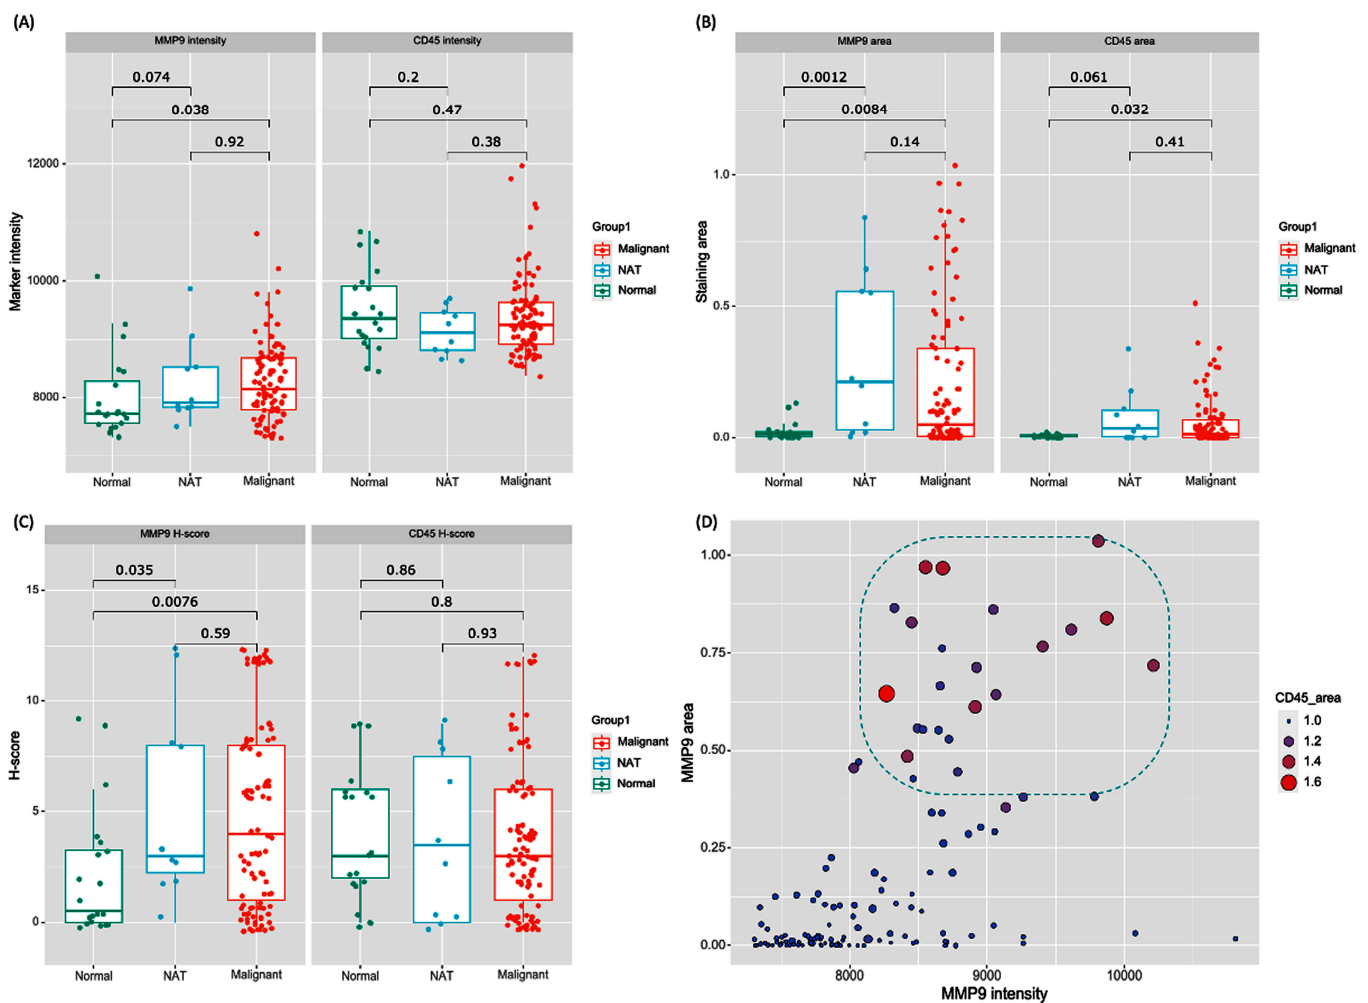 (A)
MMP9 intensity
CD45 intensity
0.074
0.038
0.92
0.2
0.47
0.38
Marker intensity
12000
10000
8000
Normal
NAT
Malignant
Normal
NAT
Malignant
Group1
Malignant
NAT
Normal
(B)
MMP9 area
CD45 area
0.0012
0.0084
0.14
0.061
0.032
0.41
Staining area
1.0
0.5
0.0
Normal
NAT
Malignant
Normal
NAT
Malignant
Group1
Malignant
NAT
Normal
(C)
MMP9 H-score
CD45 H-score
0.035
0.0076
0.59
0.86
0.8
0.93
H-score
15
10
5
0
Normal
NAT
Malignant
Normal
NAT
Malignant
Group1
Malignant
NAT
Normal
(D)
MMP9 area
1.00
0.75
0.50
0.25
0.00
8000
9000
10000
MMP9 intensity
CD45_area
1.0
1.2
1.4
1.6